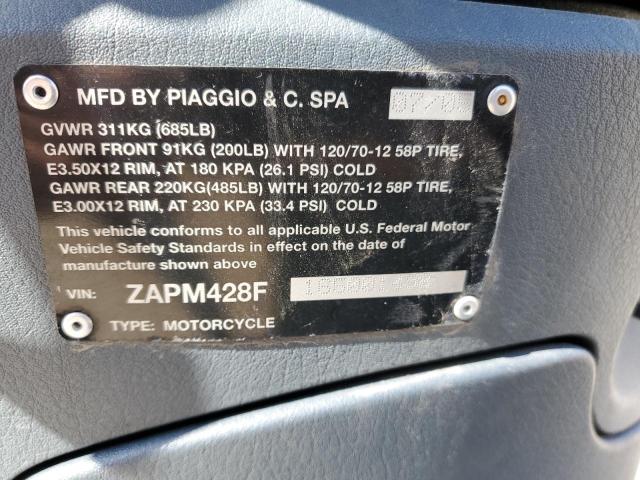 MFD BY PIAGGIO & C. SPA
GVWR 311KG (685LB)
GAWR FRONT 91KG (200LB) WITH 120/70-12 58P TIRE,
E3.50X12 RIM, AT 180 KPA (26.1 PSI) COLD
GAWR REAR 220KG(485LB) WITH 120/70-12 58P TIRE,
E3.00X12 RIM, AT 230 KPA (33.4 PSI) COLD
This vehicle conforms to all applicable U.S. Federal Motor
Vehicle Safety Standards in effect on the date of
manufacture shown above
VIN: ZAPM428F
TYPE: MOTORCYCLE